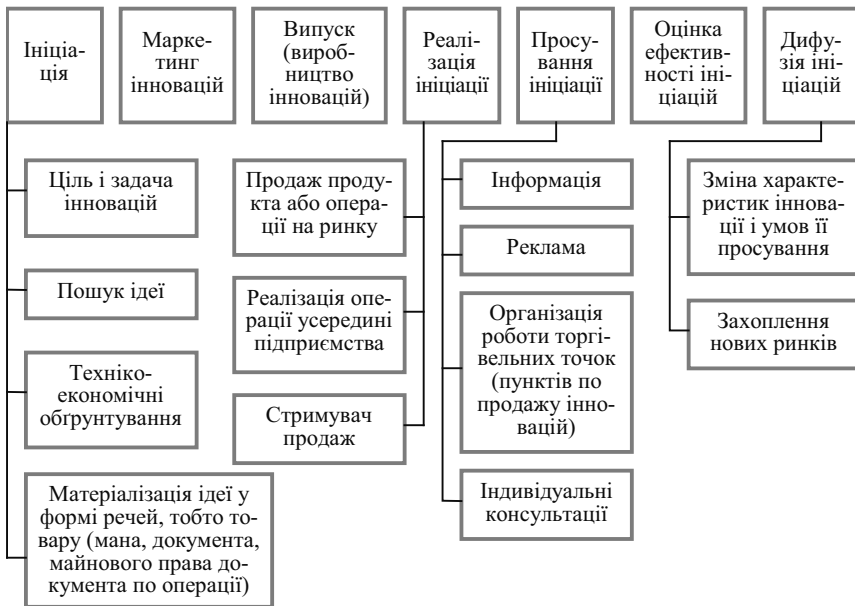 Ініціа-
ція
Марке-
тинг
інновацій
Випуск
(вироб-
ництво
інновацій)
Реалі-
зація
ініціації
Просу-
вання
ініціації
Оцінка
ефектив-
ності іні-
ціацій
Дифу-
зія іні-
ціацій
Ціль і задача
інновацій
Пошук ідеї
Техніко-
економічні
обґрунтування
Матеріалізація ідеї у
формі речей, тобто то-
вару (мана, документа,
майнового права до-
кумента по операції)
Продаж проду-
кта або опера-
ції на ринку
Реалізація опе-
рації усередині
підприємства
Стримувач
продаж
Інформація
Реклама
Організація
роботи торгі-
вельних точок
(пунктів по
продажу інно-
вацій)
Індивідуальні
консультації
Зміна характе-
ристик іннова-
ції і умов її
просування
Захоплення
нових ринків